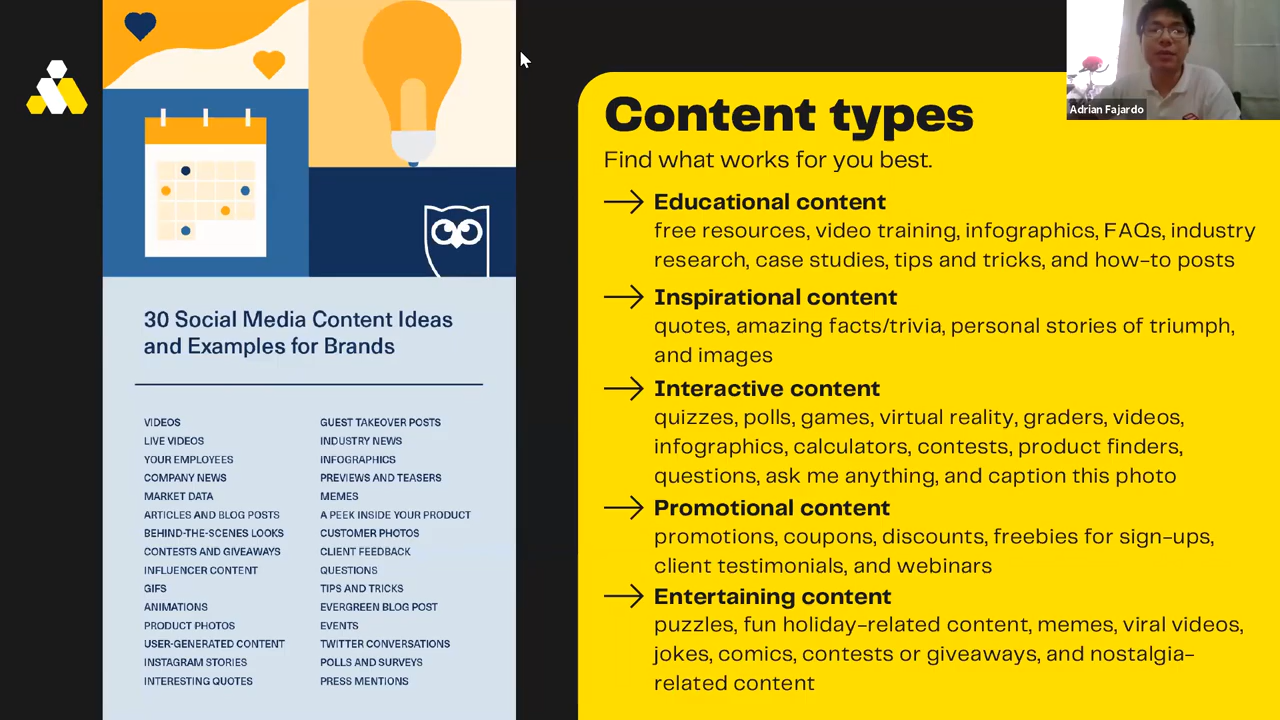 30 Social Media Content Ideas
and Examples for Brands
VIDEOS
LIVE VIDEOS
YOUR EMPLOYEES
COMPANY NEWS
MARKET DATA
ARTICLES AND BLOG POSTS
BEHIND-THE-SCENES LOOKS
CONTESTS AND GIVEAWAYS
INFLUENCER CONTENT
GIFS
ANIMATIONS
PRODUCT PHOTOS
USER-GENERATED CONTENT
INSTAGRAM STORIES
INTERESTING QUOTES
GUEST TAKEOVER POSTS
INDUSTRY NEWS
INFOGRAPHICS
PREVIEWS AND TEASERS
MEMES
A PEEK INSIDE YOUR PRODUCT
CUSTOMER PHOTOS
CLIENT FEEDBACK
QUESTIONS
TIPS AND TRICKS
EVERGREEN BLOG POST
EVENTS
TWITTER CONVERSATIONS
POLLS AND SURVEYS
PRESS MENTIONS
Content types
Find what works for you best.
Educational content
free resources, video training, infographics, FAQs, industry
research, case studies, tips and tricks, and how-to posts
Inspirational content
quotes, amazing facts/trivia, personal stories of triumph,
and images
Interactive content
quizzes, polls, games, virtual reality, graders, videos,
infographics, calculators, contests, product finders,
questions, ask me anything, and caption this photo
Promotional content
promotions, coupons, discounts, freebies for sign-ups,
client testimonials, and webinars
Entertaining content
puzzles, fun holiday-related content, memes, viral videos,
jokes, comics, contests or giveaways, and nostalgia-
related content
Adrian Fajardo